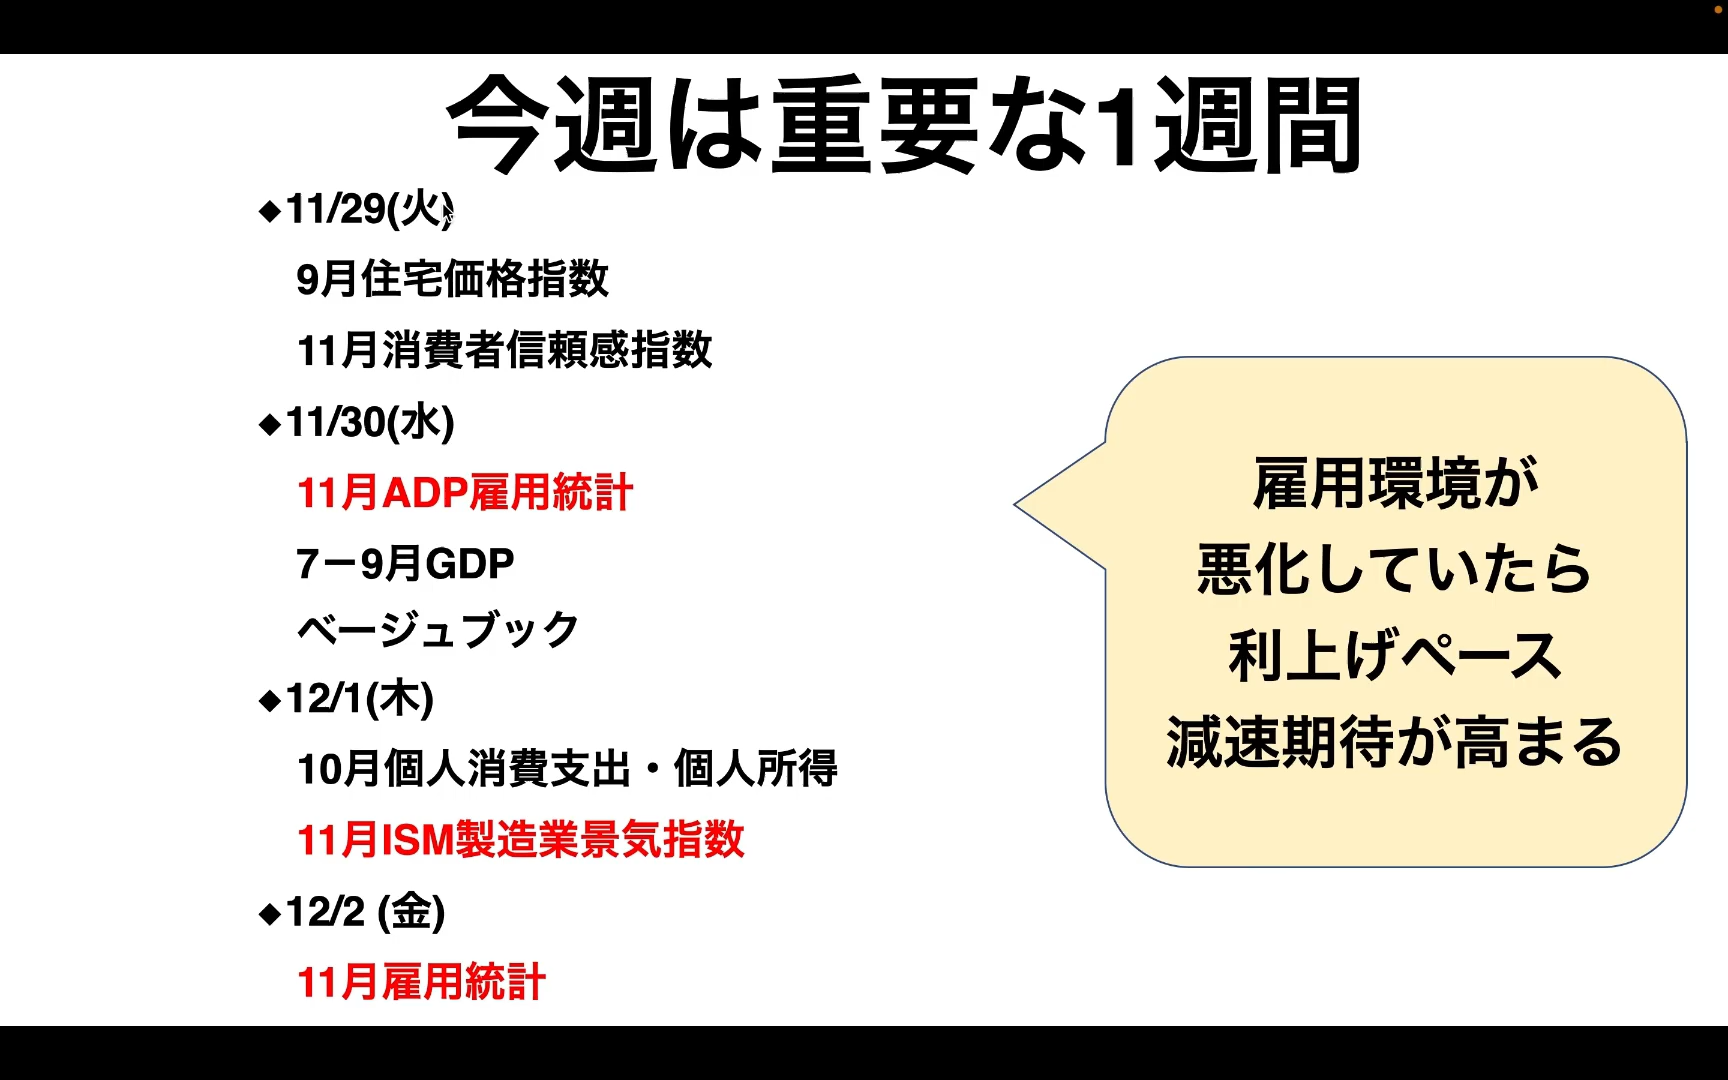 今週は重要な1週間
◆11/29(火)
9月住宅価格指数
11月消費者信頼感指数
◆11/30(水)
11月ADP雇用統計
7ー9月GDP
ベージュブック
◆12/1(木)
10月個人消費支出・個人所得
11月ISM製造業景気指数
◆12/2 (金)
11月雇用統計
雇用環境が
悪化していたら
利上げペース
減速期待が高まる